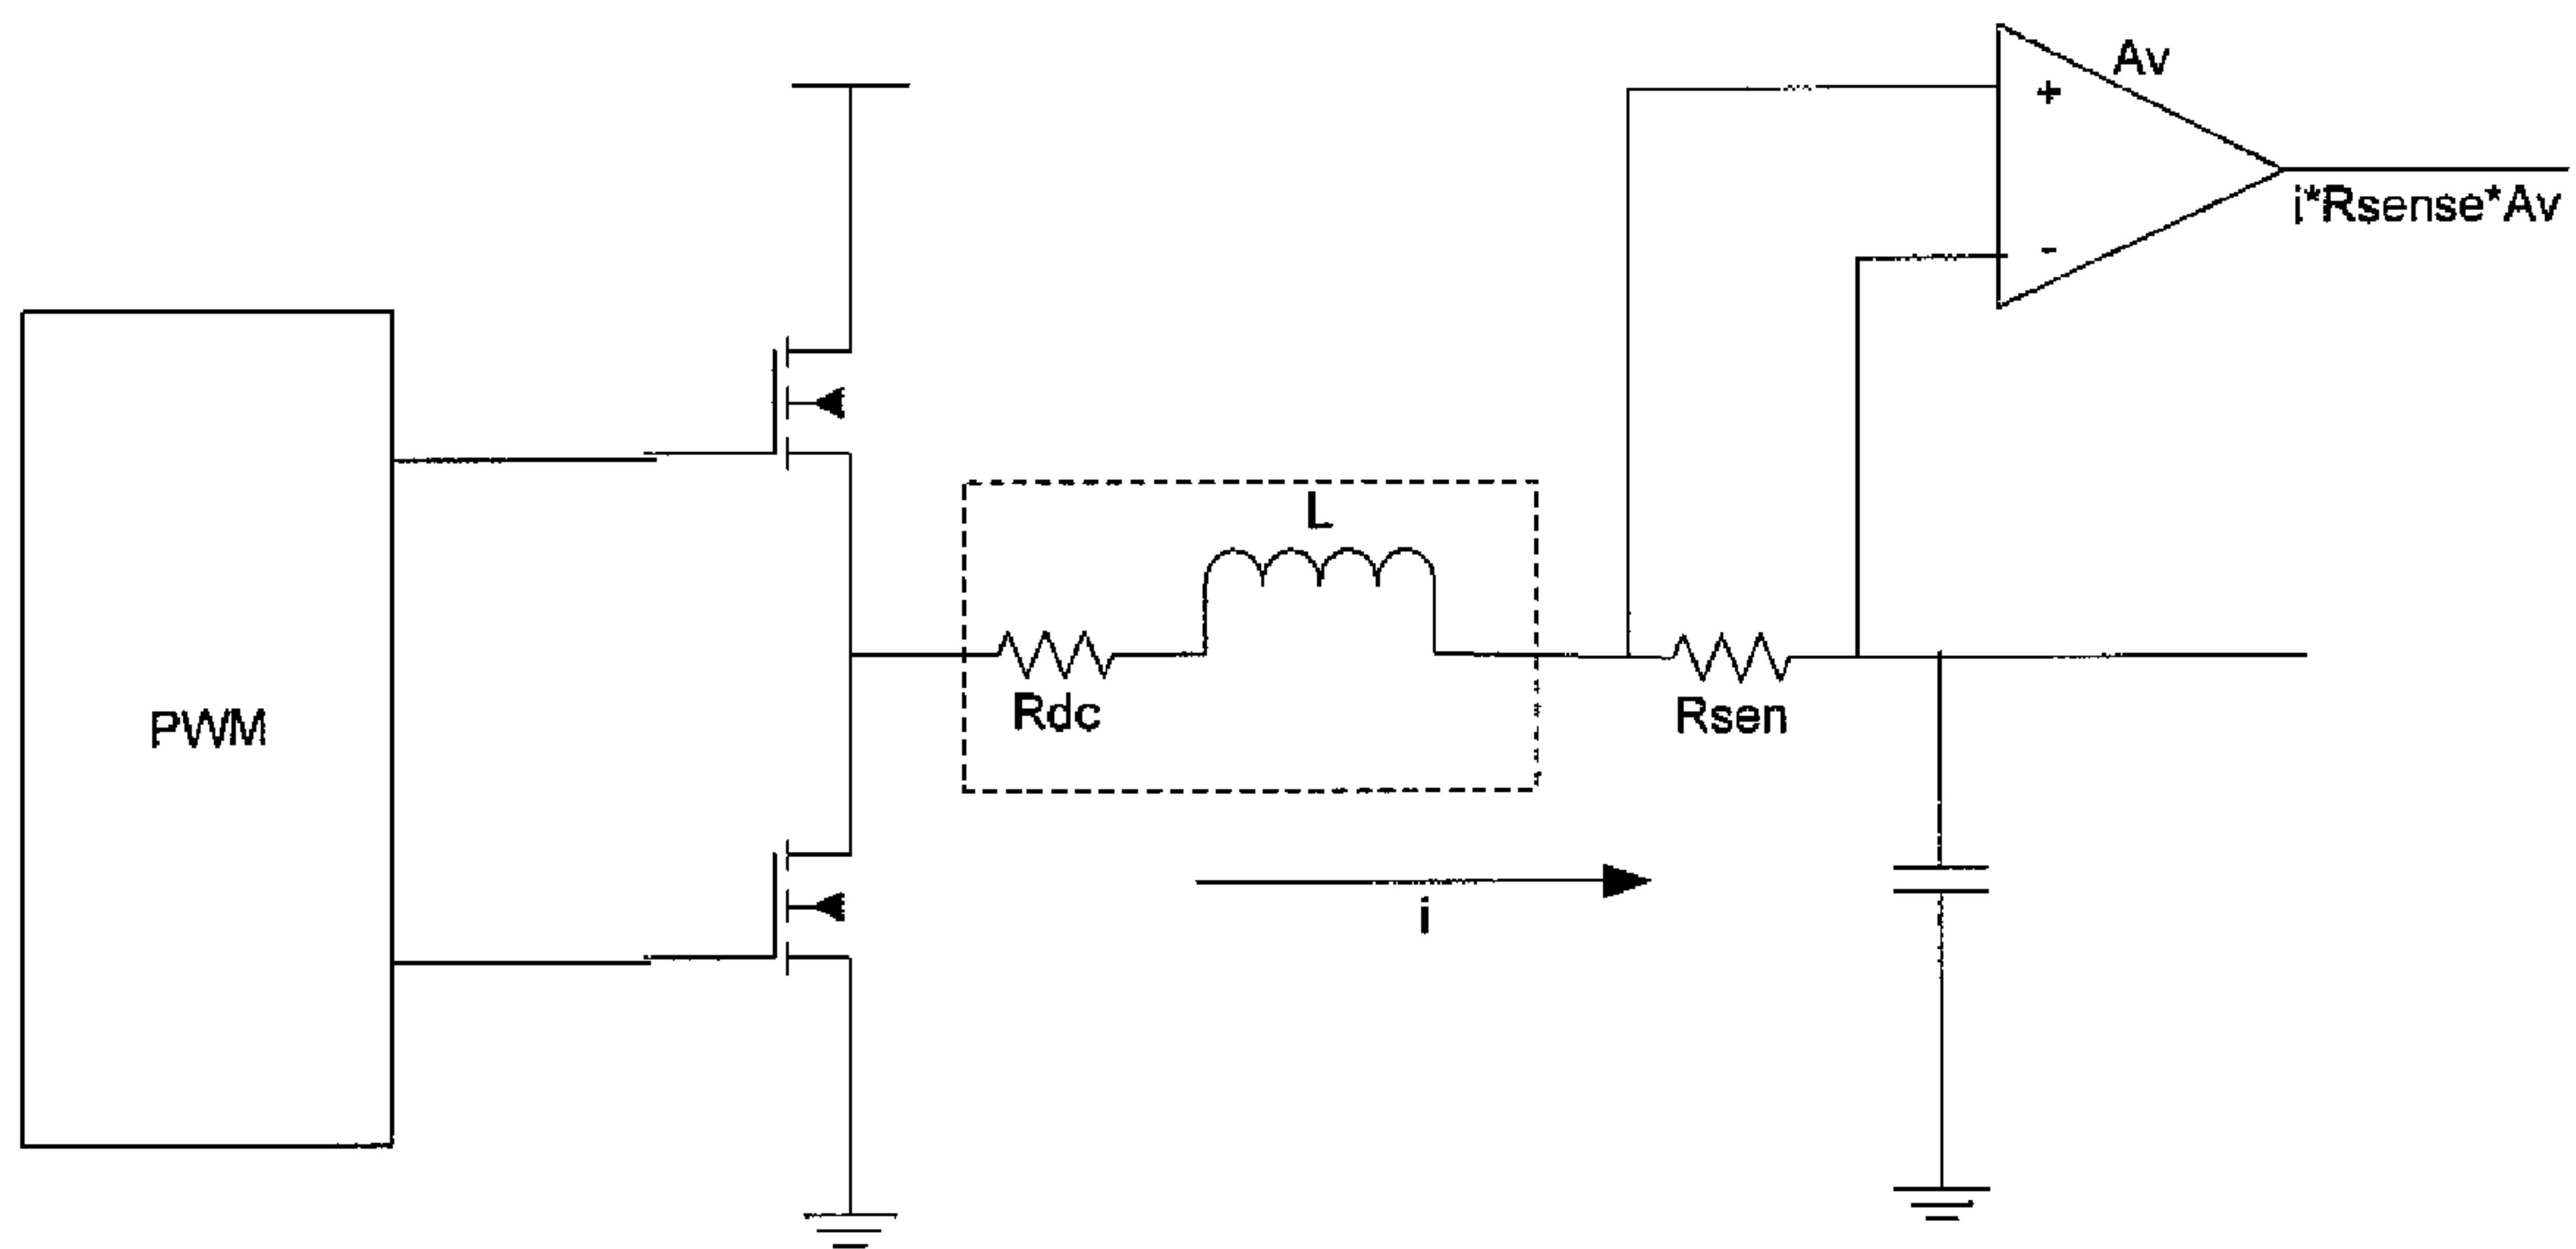 Av
+
-
i*Rsense*Av
L
Rdc
Rsen
PWM
i